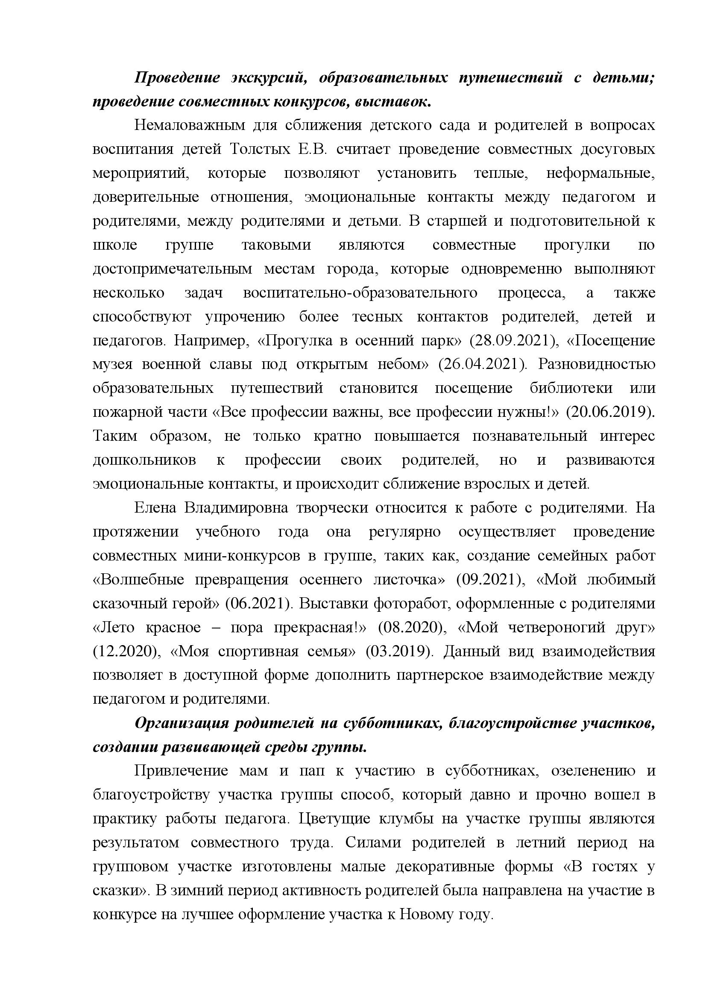 Проведение экскурсий, образовательных путешествий с детьми;
проведение совместных конкурсов, выставок.
Немаловажным для сближения детского сада и родителей в вопросах
воспитания детей Толстых Е.В. считает проведение совместных досуговых
мероприятий, которые позволяют установить теплые, неформальные,
доверительные отношения, эмоциональные контакты между педагогом и
родителями, между родителями и детьми. В старшей и подготовительной к
школе группе таковыми являются совместные прогулки по
достопримечательным местам города, которые одновременно выполняют
несколько задач воспитательно-образовательного процесса, а также
способствуют упрочению более тесных контактов родителей, детей и
педагогов. Например, «Прогулка в осенний парк» (28.09.2021), «Посещение
музея военной славы под открытым небом» (26.04.2021). Разновидностью
образовательных путешествий становится посещение библиотеки или
пожарной части «Все профессии важны, все профессии нужны!» (20.06.2019).
Таким образом, не только кратно повышается познавательный интерес
дошкольников к профессии своих родителей, но и развиваются
эмоциональные контакты, и происходит сближение взрослых и детей.
Елена Владимировна творчески относится к работе с родителями. На
протяжении учебного года она регулярно осуществляет проведение
совместных мини-конкурсов в группе, таких как, создание семейных работ
«Волшебные превращения осеннего листочка» (09.2021), «Мой любимый
сказочный герой» (06.2021). Выставки фоторабот, оформленные с родителями
«Лето красное – пора прекрасная!» (08.2020), «Мой четвероногий друг»
(12.2020), «Моя спортивная семья» (03.2019). Данный вид взаимодействия
позволяет в доступной форме дополнить партнерское взаимодействие между
педагогом и родителями.
Организация родителей на субботниках, благоустройстве участков,
создании развивающей среды группы.
Привлечение мам и пап к участию в субботниках, озеленению и
благоустройству участка группы способ, который давно и прочно вошел в
практику работы педагога. Цветущие клумбы на участке группы являются
результатом совместного труда. Силами родителей в летний период на
групповом участке изготовлены малые декоративные формы «В гостях у
сказки». В зимний период активность родителей была направлена на участие в
конкурсе на лучшее оформление участка к Новому году.